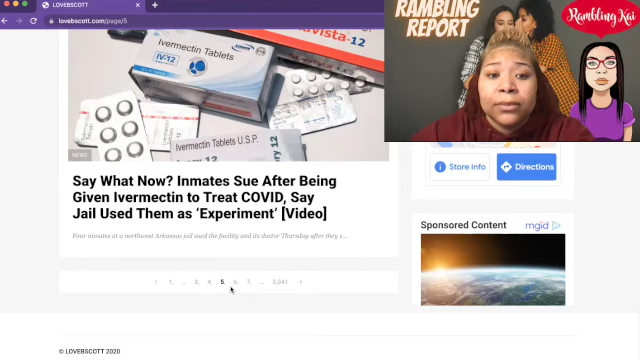 LOVEBSCOTT
lovebscott.com/page/5
RAMBLING
REPORT
Rambling Kai
Ivermectin Tablets
IV-12
Ivermectin Tablets U.S.P.
NEWS
Say What Now? Inmates Sue After Being
Given Ivermectin to Treat COVID, Say
Jail Used Them as ‘Experiment’ [Video]
Four inmates at a northwest Arkansas jail sued the facility and its doctor Thursday after they s...
‹ 1 ... 3 4 5 6 7 ... 3,041 ›
Store info
Directions
Sponsored Content
mgid
© LOVEBSCOTT 2020